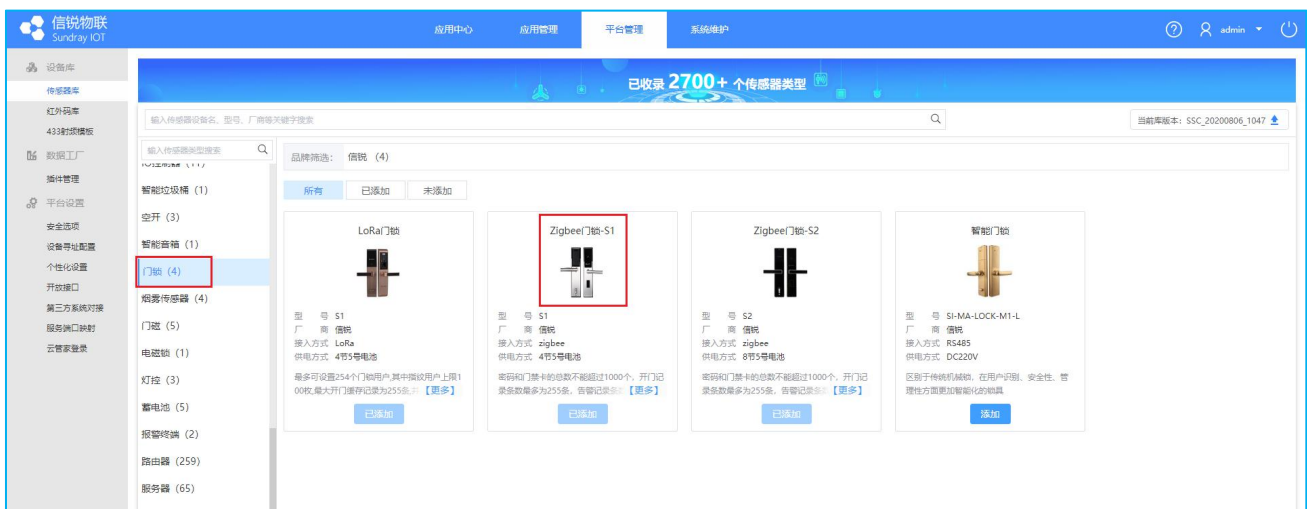 信锐物联
Sundray IOT
应用中心
应用管理
平台管理
系统维护
admin
设备库
传感器库
红外码库
433射频模板
数据工厂
插件管理
平台设置
安全选项
设备寻址配置
个性化设置
开放接口
第三方系统对接
服务端口映射
云管家登录
已收录 2700+ 个传感器类型
输入传感器设备名、型号、厂商等关键字搜索
当前库版本：SSC_20200806_1047
输入传感器类型搜索
IO控制器 (11)
智能垃圾桶 (1)
空开 (3)
智能音箱 (1)
门锁 (4)
烟雾传感器 (4)
门磁 (5)
电磁锁 (1)
灯控 (3)
蓄电池 (5)
报警终端 (2)
路由器 (259)
服务器 (65)
品牌筛选： 信锐 (4)
所有
已添加
未添加
LoRa门锁
型 号 S1
厂 商 信锐
接入方式 LoRa
供电方式 4节5号电池
最多可设置254个门锁用户,其中指纹用户上限1
00枚,最大开门缓存记录为255条,【更多】
已添加
Zigbee门锁-S1
型 号 S1
厂 商 信锐
接入方式 zigbee
供电方式 4节5号电池
密码和门禁卡的总数不能超过1000个，开门记
录条数最多为255条，告警记录【更多】
已添加
Zigbee门锁-S2
型 号 S2
厂 商 信锐
接入方式 zigbee
供电方式 8节5号电池
密码和门禁卡的总数不能超过1000个，开门记
录条数最多为255条，告警记录【更多】
已添加
智能门锁
型 号 SI-MA-LOCK-M1-L
厂 商 信锐
接入方式 RS485
供电方式 DC220V
区别于传统机械锁，在用户识别、安全性、管
理性方面更加智能化的锁具
添加